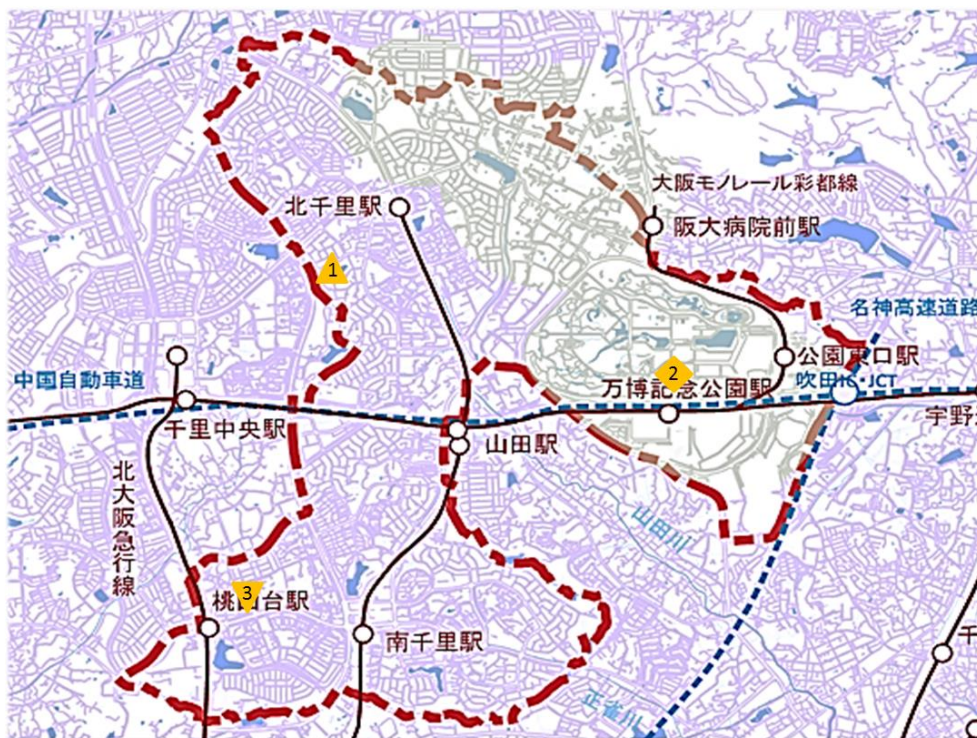 大阪モノレール彩都線
北千里駅
阪大病院前駅
1
名神高速道路
公園東口駅
2
中国自動車道
万博記念公園駅
吹田IC・JCT
千里中央駅
山田駅
宇野
北大阪急行線
山田川
3
桃山台駅
南千里駅
千
正雀川